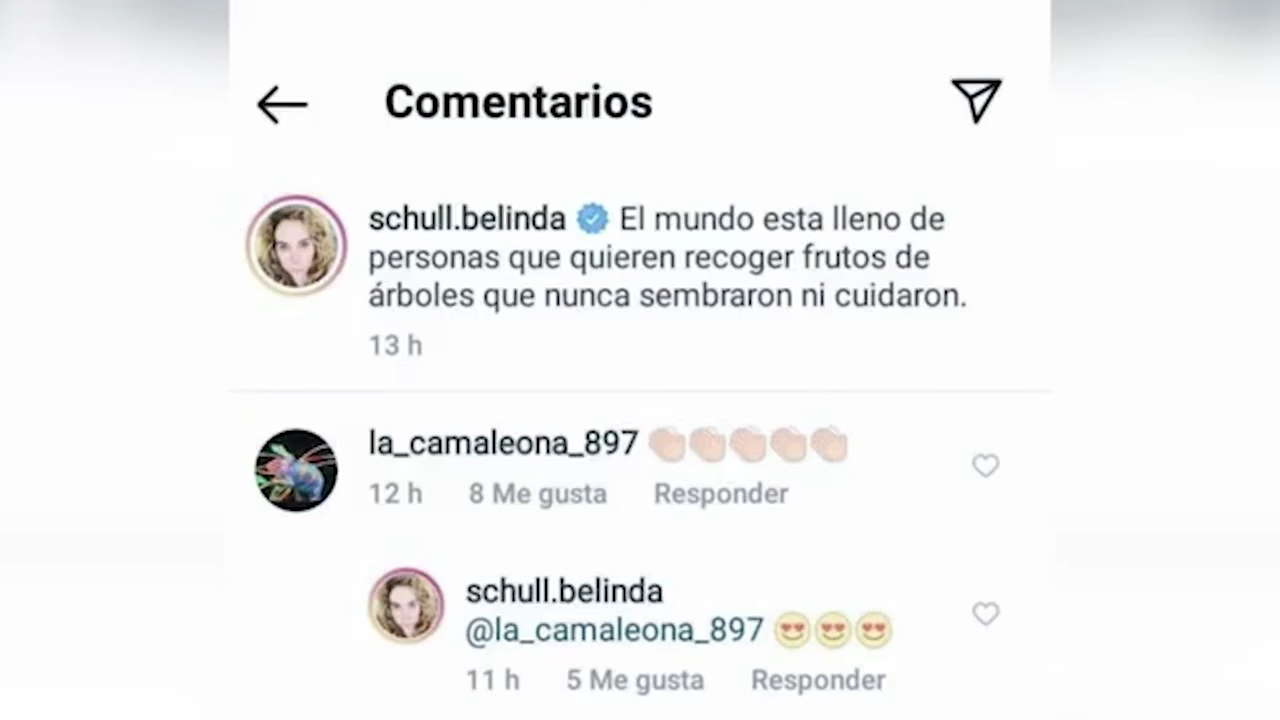 Comentarios
schull.belinda El mundo esta lleno de
personas que quieren recoger frutos de
árboles que nunca sembraron ni cuidaron.
13 h
la_camaleona_897 👏🏻👏🏻👏🏻👏🏻👏🏻
12 h 8 Me gusta Responder
schull.belinda
@la_camaleona_897 😍😍😍
11 h 5 Me gusta Responder